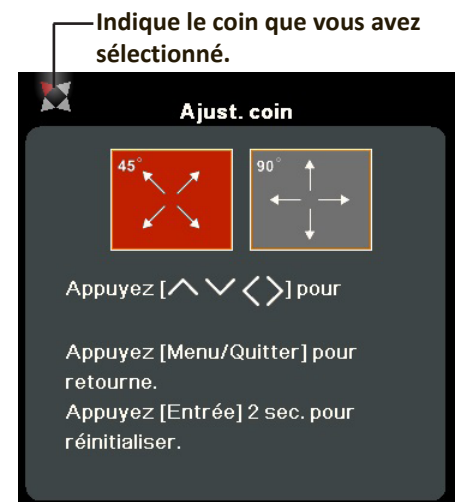 Indique le coin que vous avez
sélectionné.
Ajust. coin
45° 90°
Appuyez [︿﹀〈〉] pour
Appuyez [Menu/Quitter] pour
retourne.
Appuyez [Entrée] 2 sec. pour
réinitialiser.